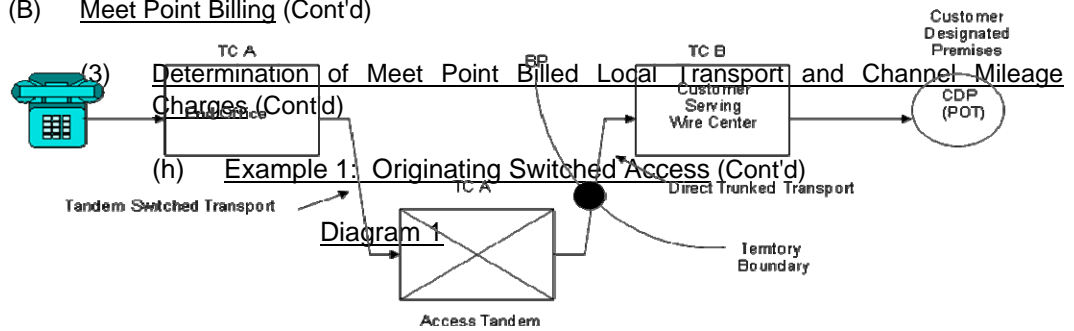 (B) Meet Point Billing (Cont'd)
Customer
Designated
Premises
TC A
BP
TC B
(3) Determination of Meet Point Billed Local Transport and Channel Mileage
Charges (Cont'd)
End Office
Customer
Serving
Wire Center
CDP
(POT)
(h) Example 1: Originating Switched Access (Cont'd)
TC A
Direct Trunked Transport
Tandem Switched Transport
Diagram 1
Territory
Boundary
Access Tandem